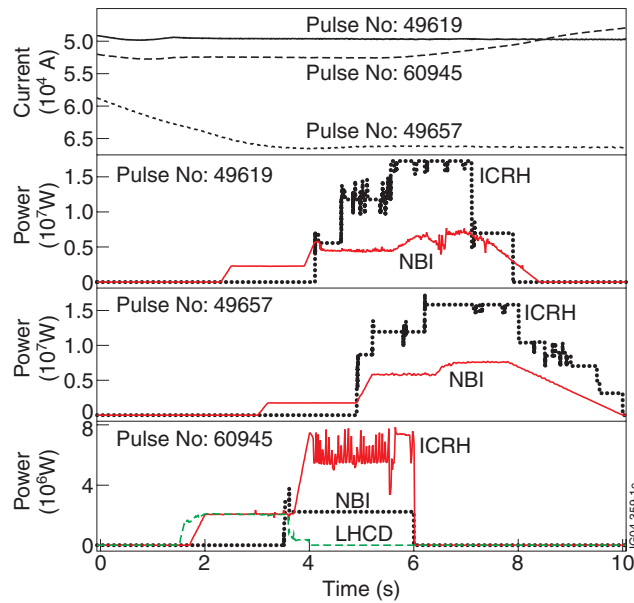 Pulse No: 49619
5.0
Current
(10⁴ A)
Pulse No: 60945
6.0
Pulse No: 49657
6.5
1.5
Pulse No: 49619
ICRH
Power
(10⁷W)
1.0
0.5
NBI
0
1.5
Pulse No: 49657
ICRH
Power
(10⁷W)
1.0
0.5
NBI
0
8
Pulse No: 60945
ICRH
Power
(10⁶W)
4
NBI
LHCD
0
0 2 4 6 8 10
Time (s)